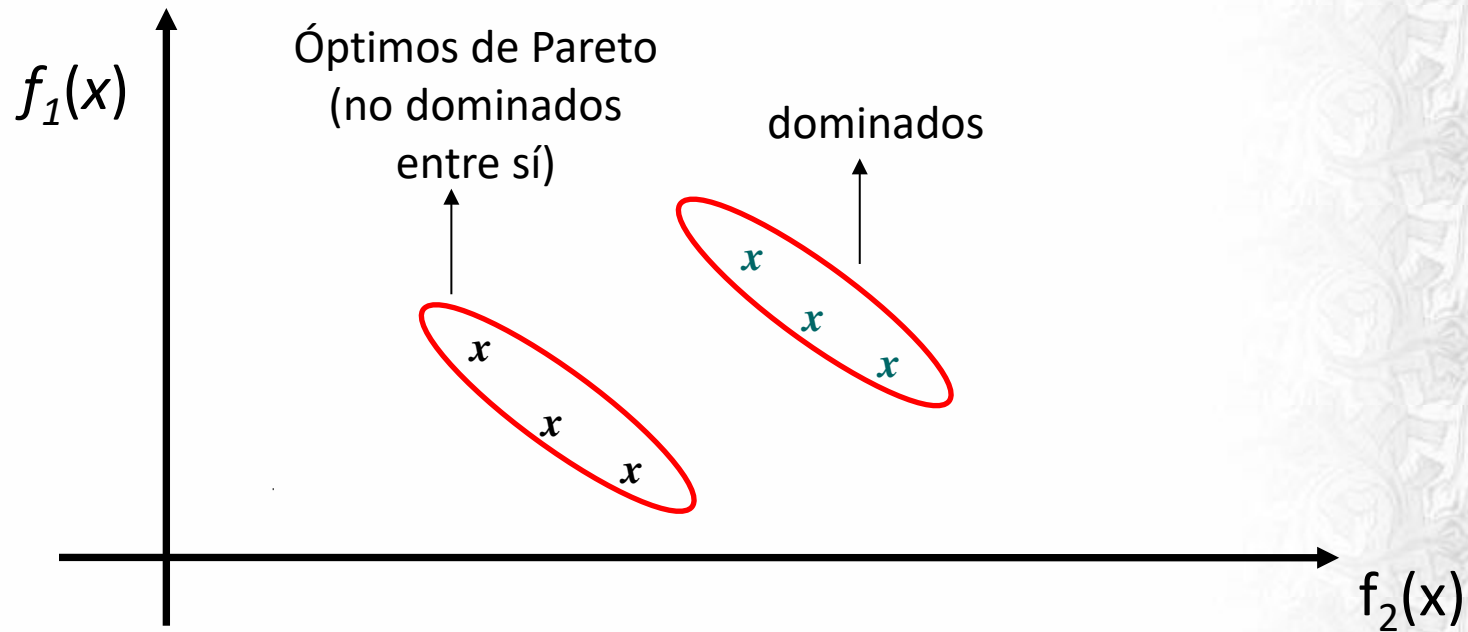 Óptimos de Pareto
(no dominados
entre sí)
f₁(x)
dominados
x
x
x
x
x
x
f₂(x)